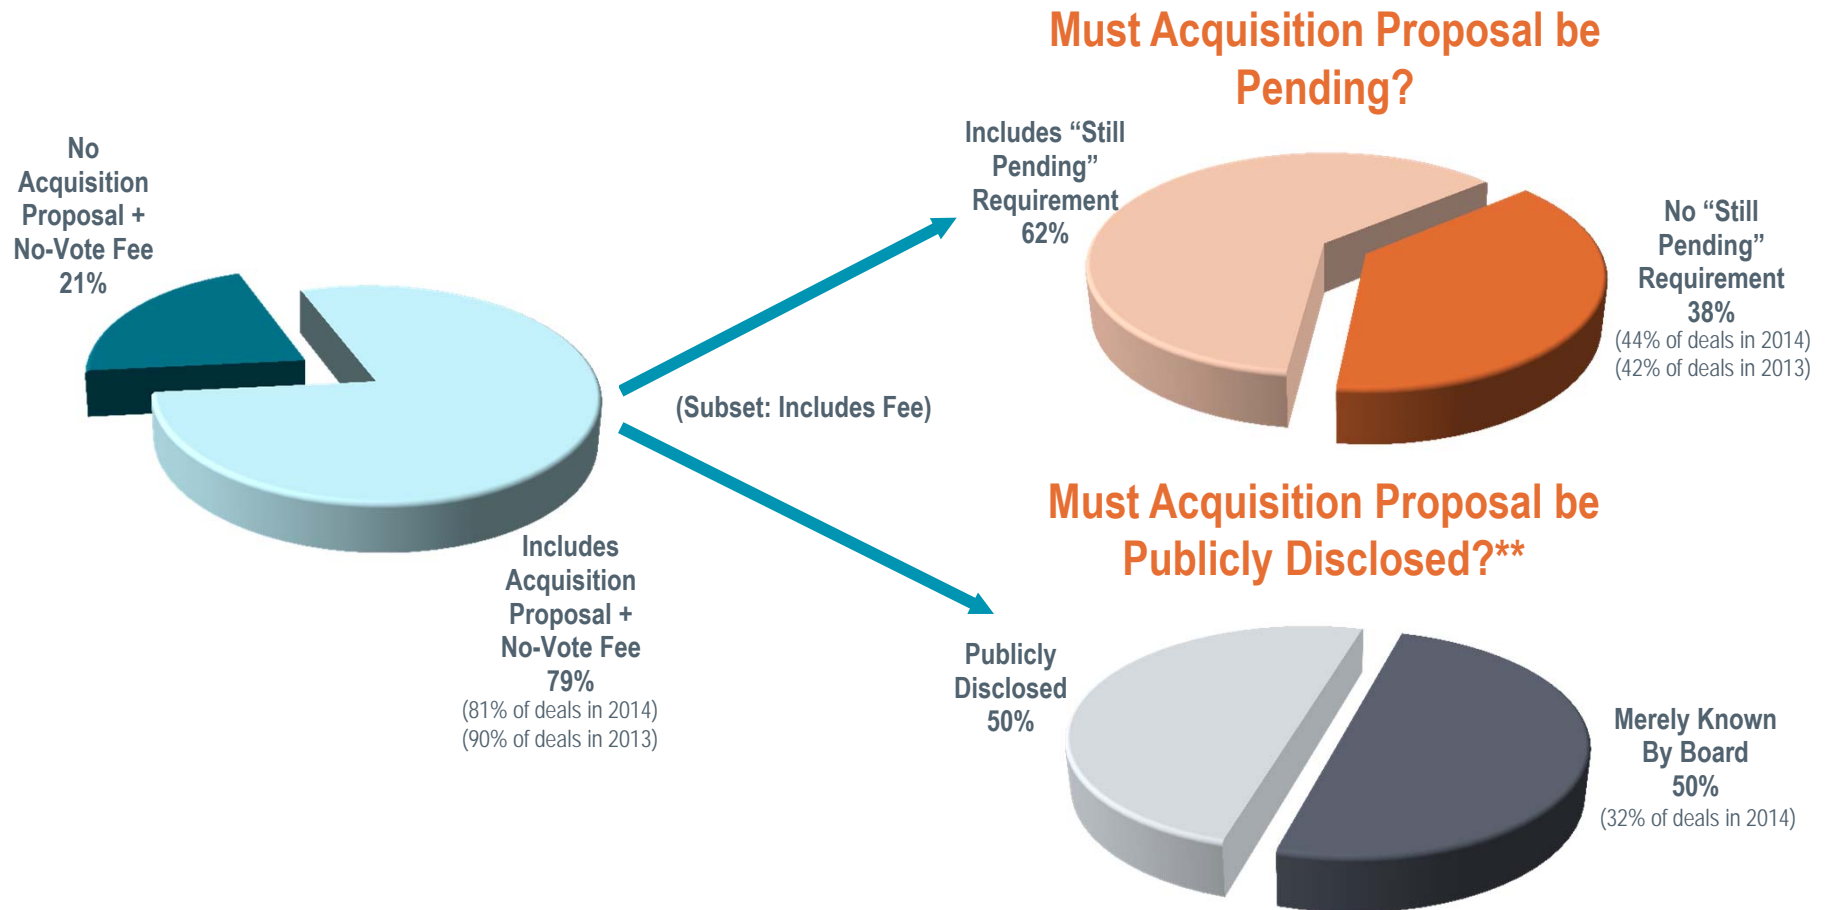 No
Acquisition
Proposal +
No-Vote Fee
21%
Includes
Acquisition
Proposal +
No-Vote Fee
79%
(81% of deals in 2014)
(90% of deals in 2013)
(Subset: Includes Fee)
Must Acquisition Proposal be
Pending?
Includes “Still
Pending”
Requirement
62%
No “Still
Pending”
Requirement
38%
(44% of deals in 2014)
(42% of deals in 2013)
Must Acquisition Proposal be
Publicly Disclosed?**
Publicly
Disclosed
50%
Merely Known
By Board
50%
(32% of deals in 2014)